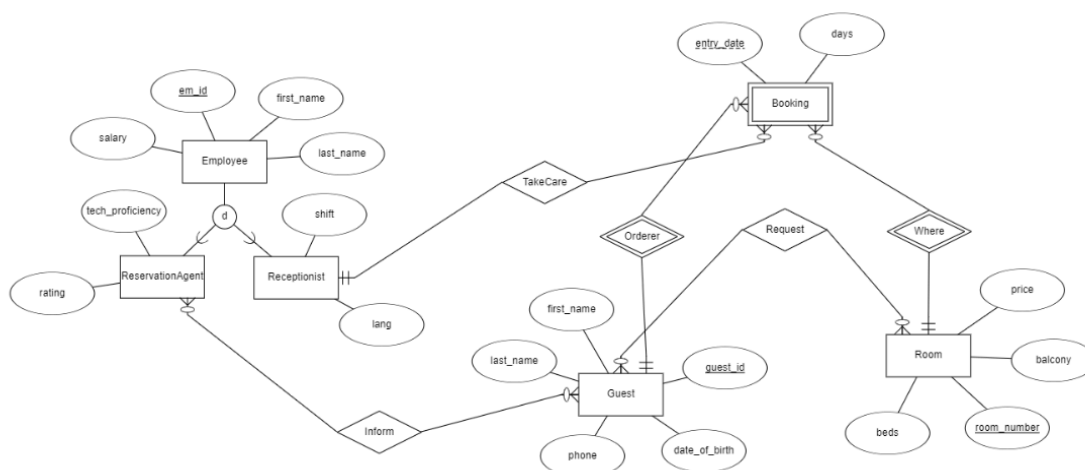 entry_date
days
Booking
em_id
first_name
salary
last_name
Employee
TakeCare
d
tech_proficiency
shift
Request
Orderer
Where
ReservationAgent
Receptionist
rating
lang
price
first_name
last_name
guest_id
Room
balcony
Guest
Inform
phone
date_of_birth
beds
room_number